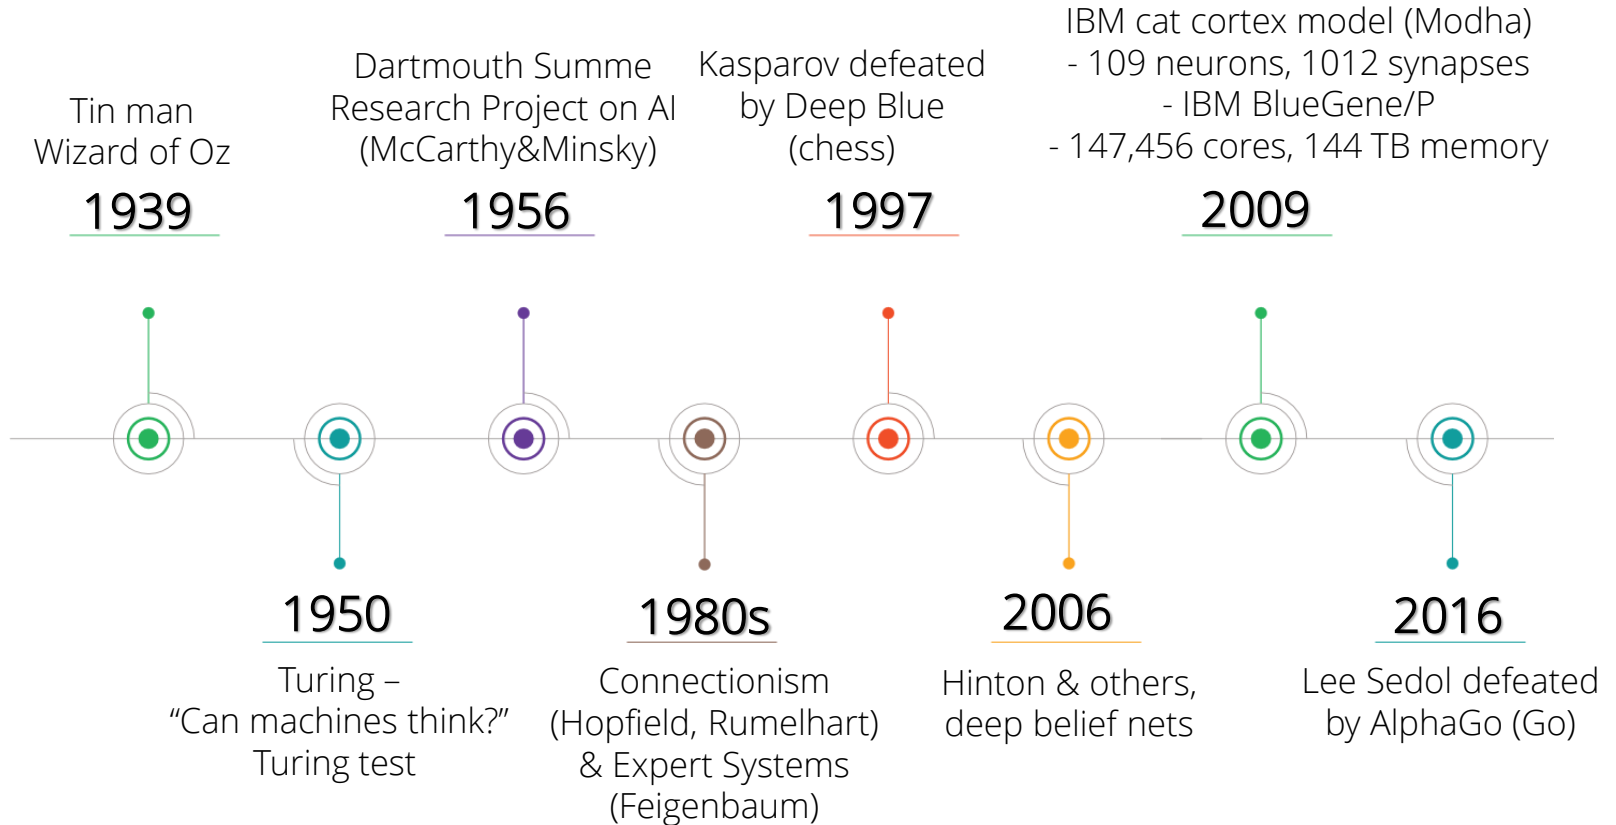 Tin man
Wizard of Oz
1939
Dartmouth Summe
Research Project on AI
(McCarthy&Minsky)
1956
Kasparov defeated
by Deep Blue
(chess)
1997
IBM cat cortex model (Modha)
- 109 neurons, 1012 synapses
- IBM BlueGene/P
- 147,456 cores, 144 TB memory
2009
1950
Turing –
“Can machines think?”
Turing test
1980s
Connectionism
(Hopfield, Rumelhart)
& Expert Systems
(Feigenbaum)
2006
Hinton & others,
deep belief nets
2016
Lee Sedol defeated
by AlphaGo (Go)